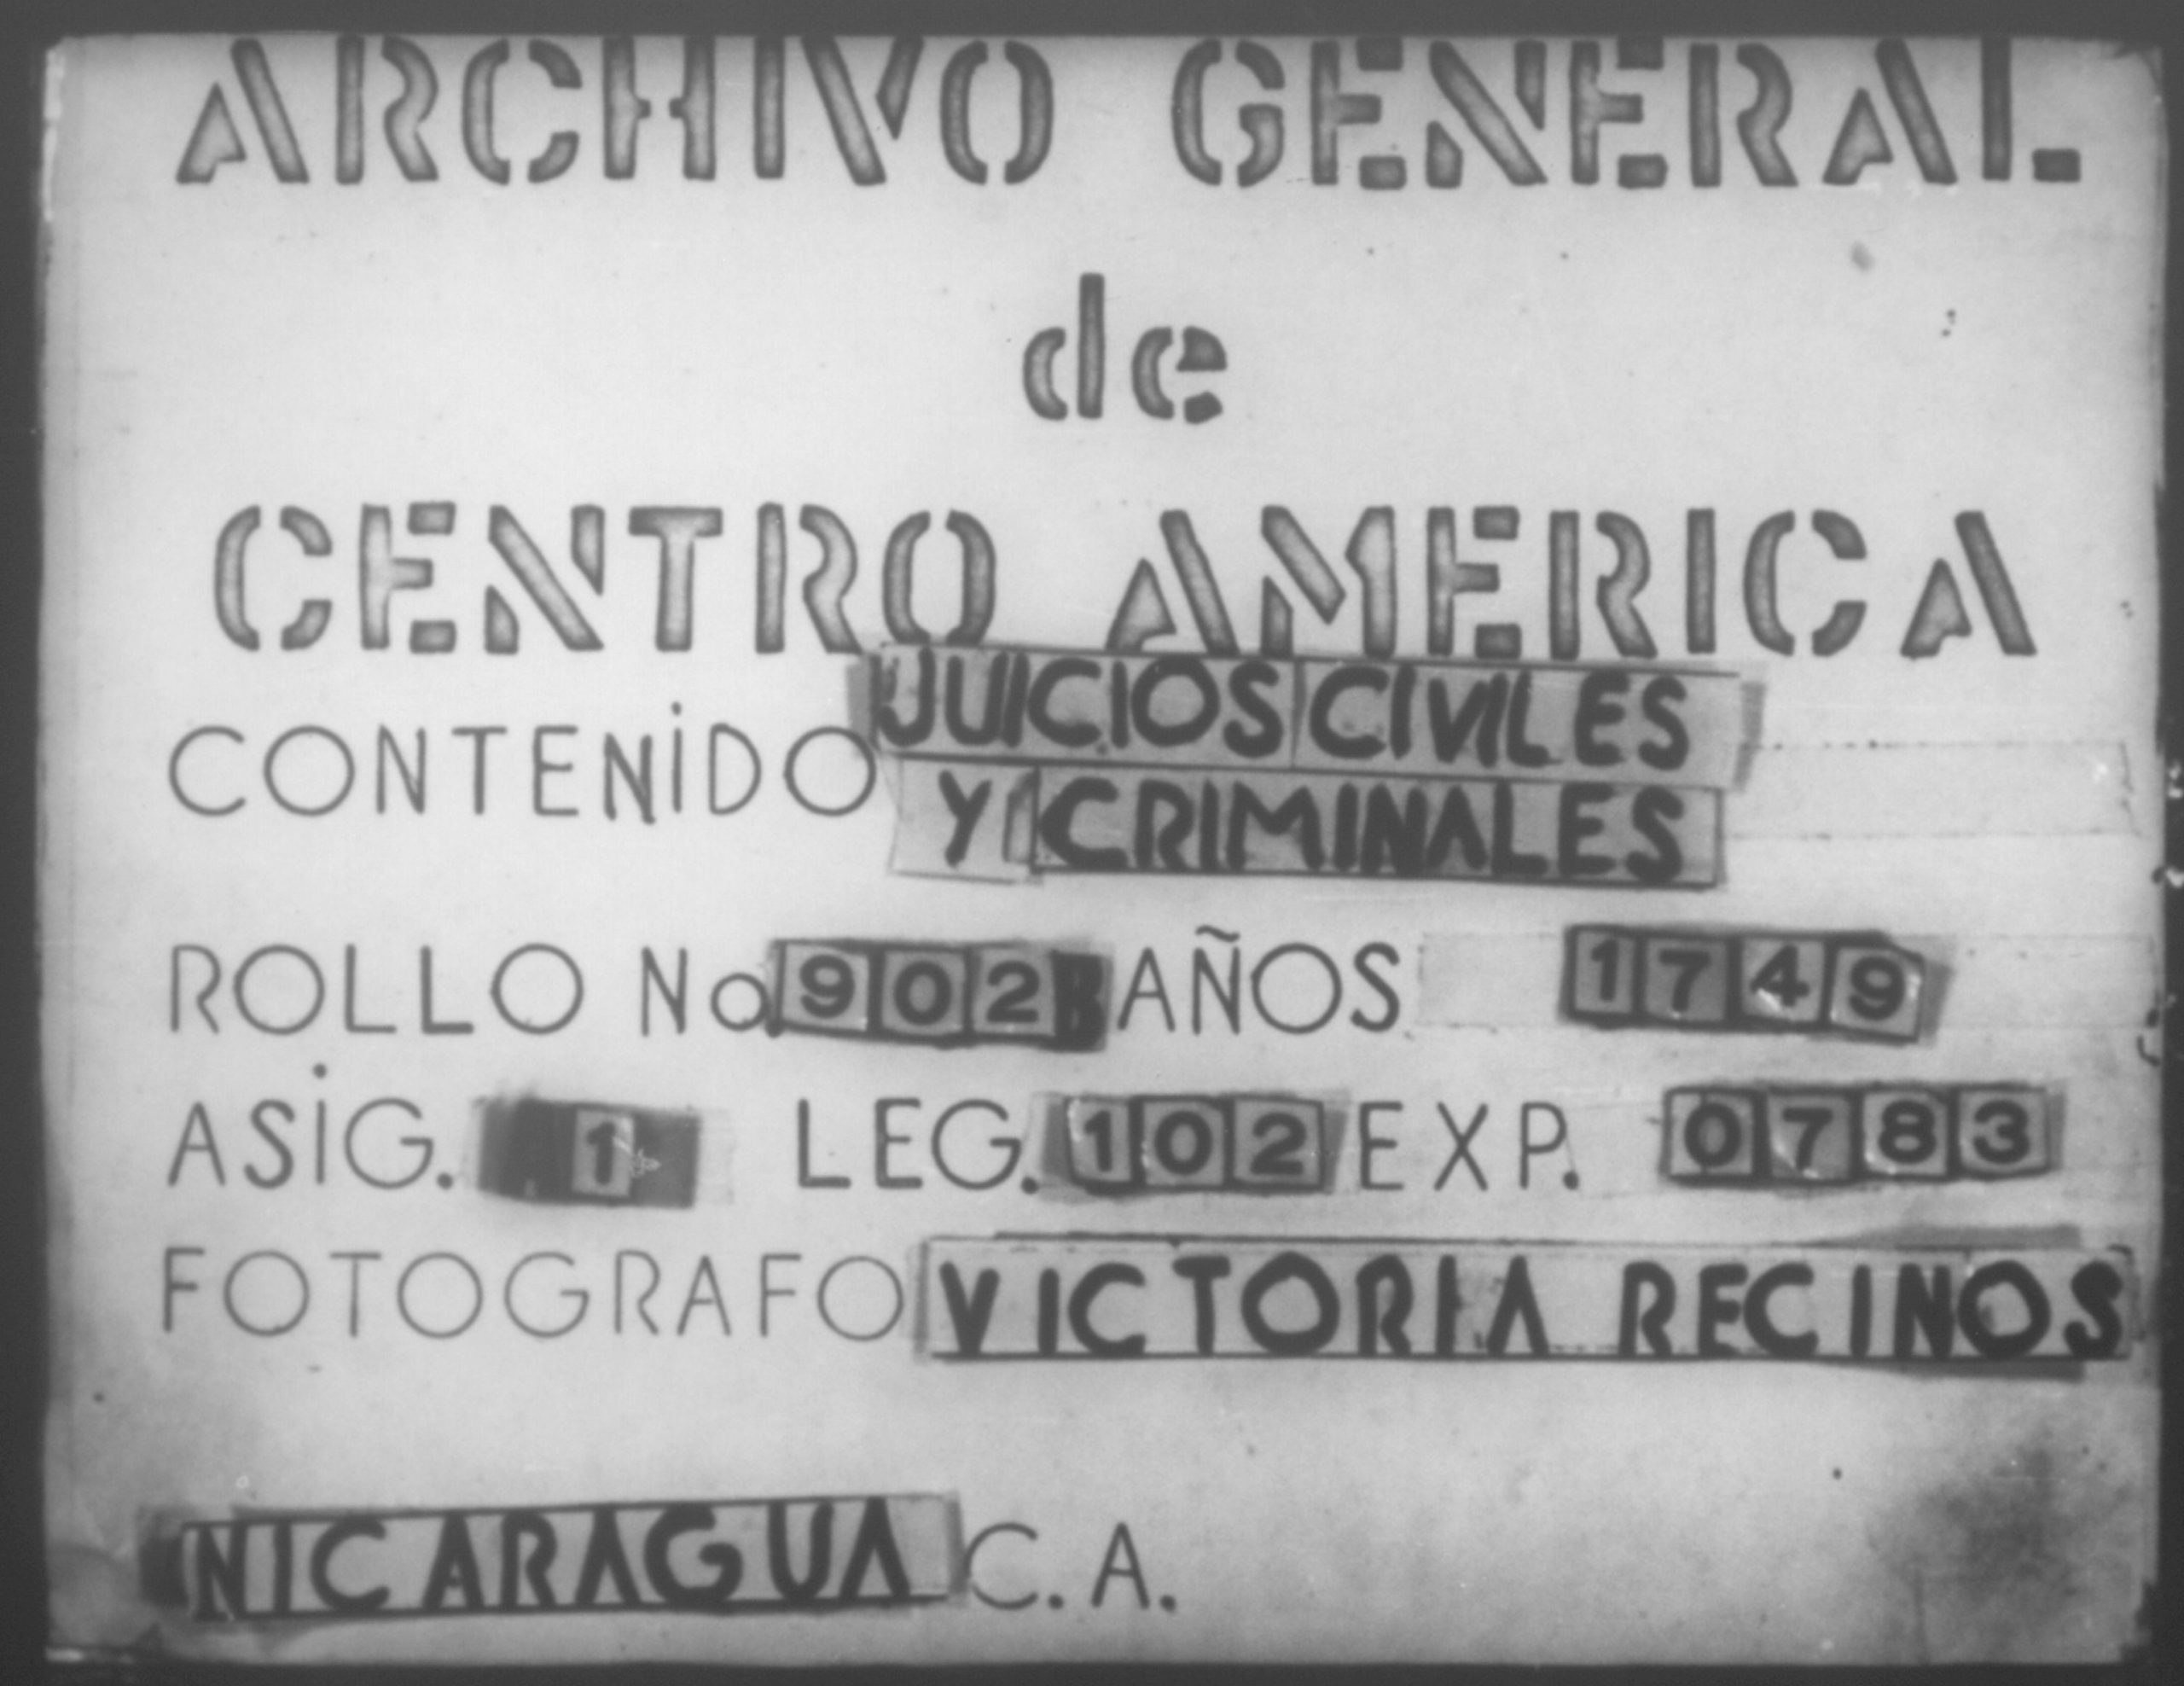 ARCHIVO GENERAL
de
CENTRO AMERICA
CONTENIDO JUICIOS CIVILES
Y CRIMINALES
ROLLO No. 902B AÑOS 1749
ASIG. 1 LEG. 102 EXP. 0783
FOTOGRAFO VICTORIA RECINOS
NICARAGUA C.A.